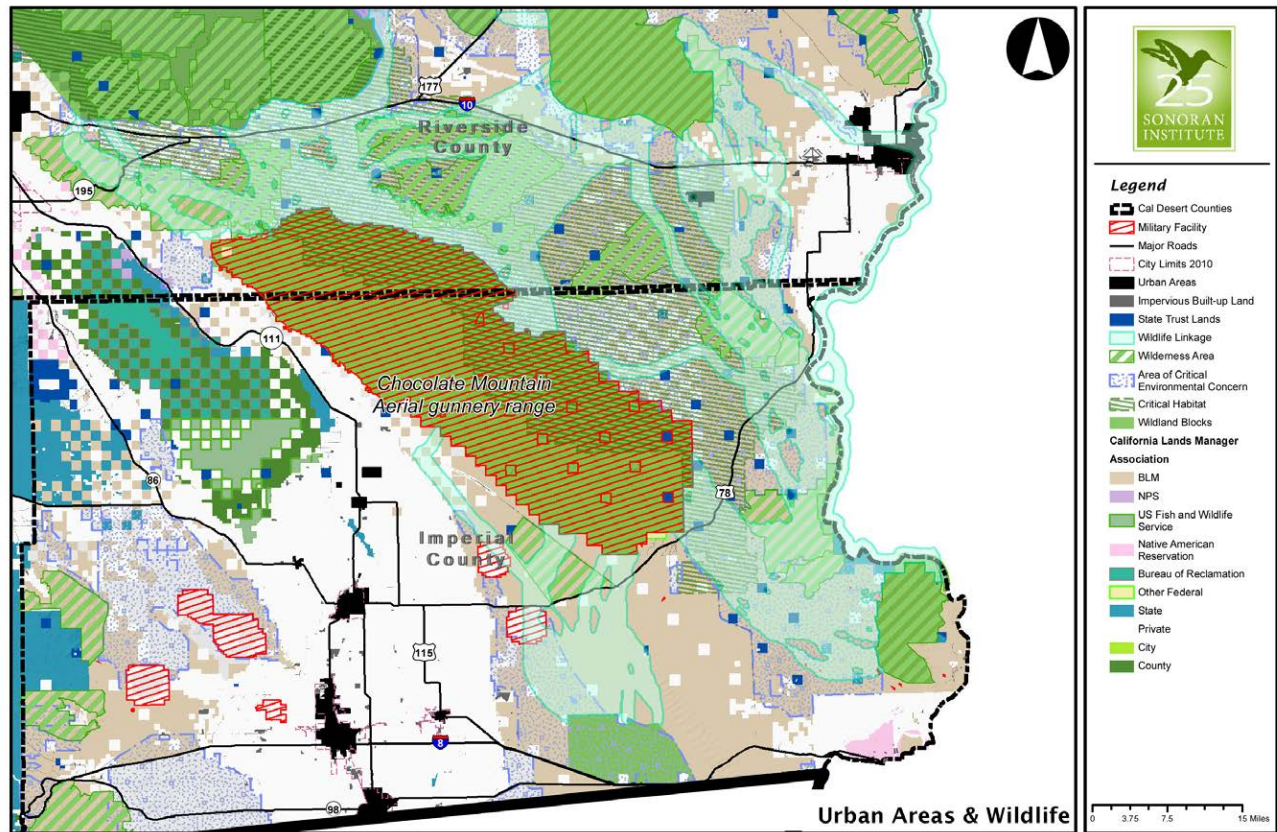 177
10
Riverside
County
195
111
Chocolate Mountain
Aerial gunnery range
86
78
Imperial
County
115
8
98
Urban Areas & Wildlife
25
SONORAN
INSTITUTE
Legend
Cal Desert Counties
Military Facility
Major Roads
City Limits 2010
Urban Areas
Impervious Built-up Land
State Trust Lands
Wildlife Linkage
Wilderness Area
Area of Critical
Environmental Concern
Critical Habitat
Wildland Blocks
California Lands Manager
Association
BLM
NPS
US Fish and Wildlife
Service
Native American
Reservation
Bureau of Reclamation
Other Federal
State
Private
City
County
0 3.75 7.5 15 Miles